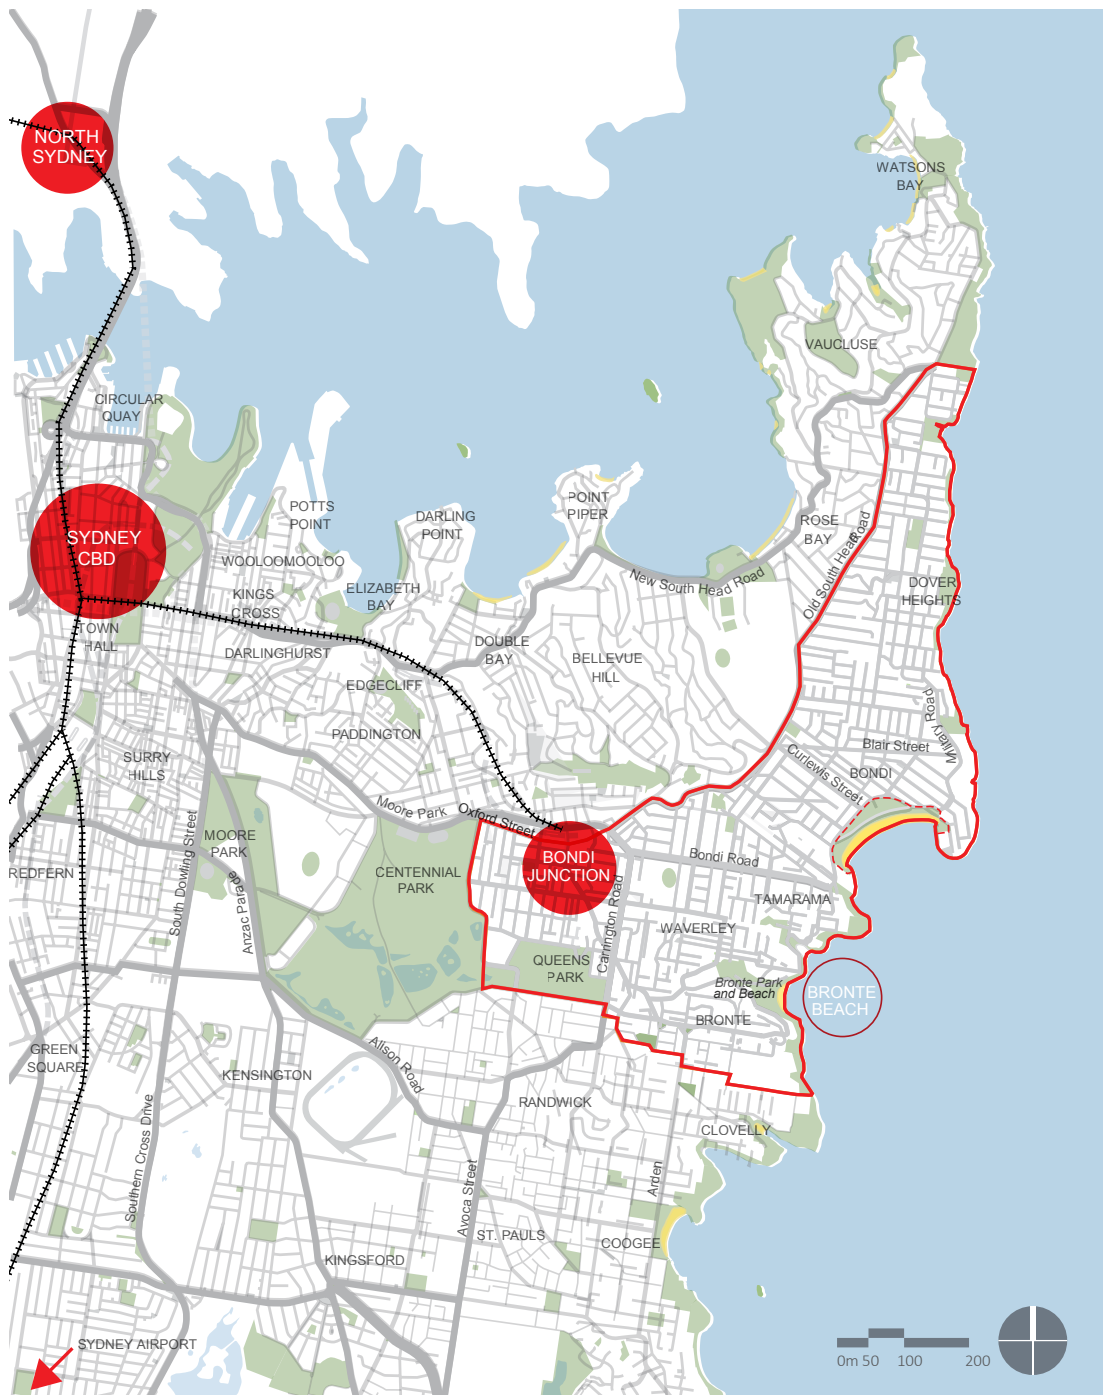 NORTH
SYDNEY
WATSONS
BAY
VAUCLUSE
CIRCULAR
QUAY
POTTS
POINT
DARLING
POINT
POINT
PIPER
ROSE
BAY
SYDNEY
CBD
WOOLOOMOOLOO
KINGS
CROSS
ELIZABETH
BAY
New South Head Road
Old South Head Road
DOVER
HEIGHTS
TOWN
HALL
DARLINGHURST
DOUBLE
BAY
BELLEVUE
HILL
EDGECLIFF
PADDINGTON
Military Road
Blair Street
BONDI
Curlewis Street
SURRY
HILLS
Moore Park
Oxford Street
MOORE
PARK
South Dowling Street
Anzac Parade
REDFERN
CENTENNIAL
PARK
BONDI
JUNCTION
Bondi Road
TAMARAMA
Carrington Road
WAVERLEY
QUEENS
PARK
Bronte Park
and Beach
BRONTE
BEACH
BRONTE
GREEN
SQUARE
KENSINGTON
Alison Road
RANDWICK
CLOVELLY
Southern Cross Drive
Avoca Street
Arden
ST. PAULS
COOGEE
KINGSFORD
SYDNEY AIRPORT
0m 50 100 200